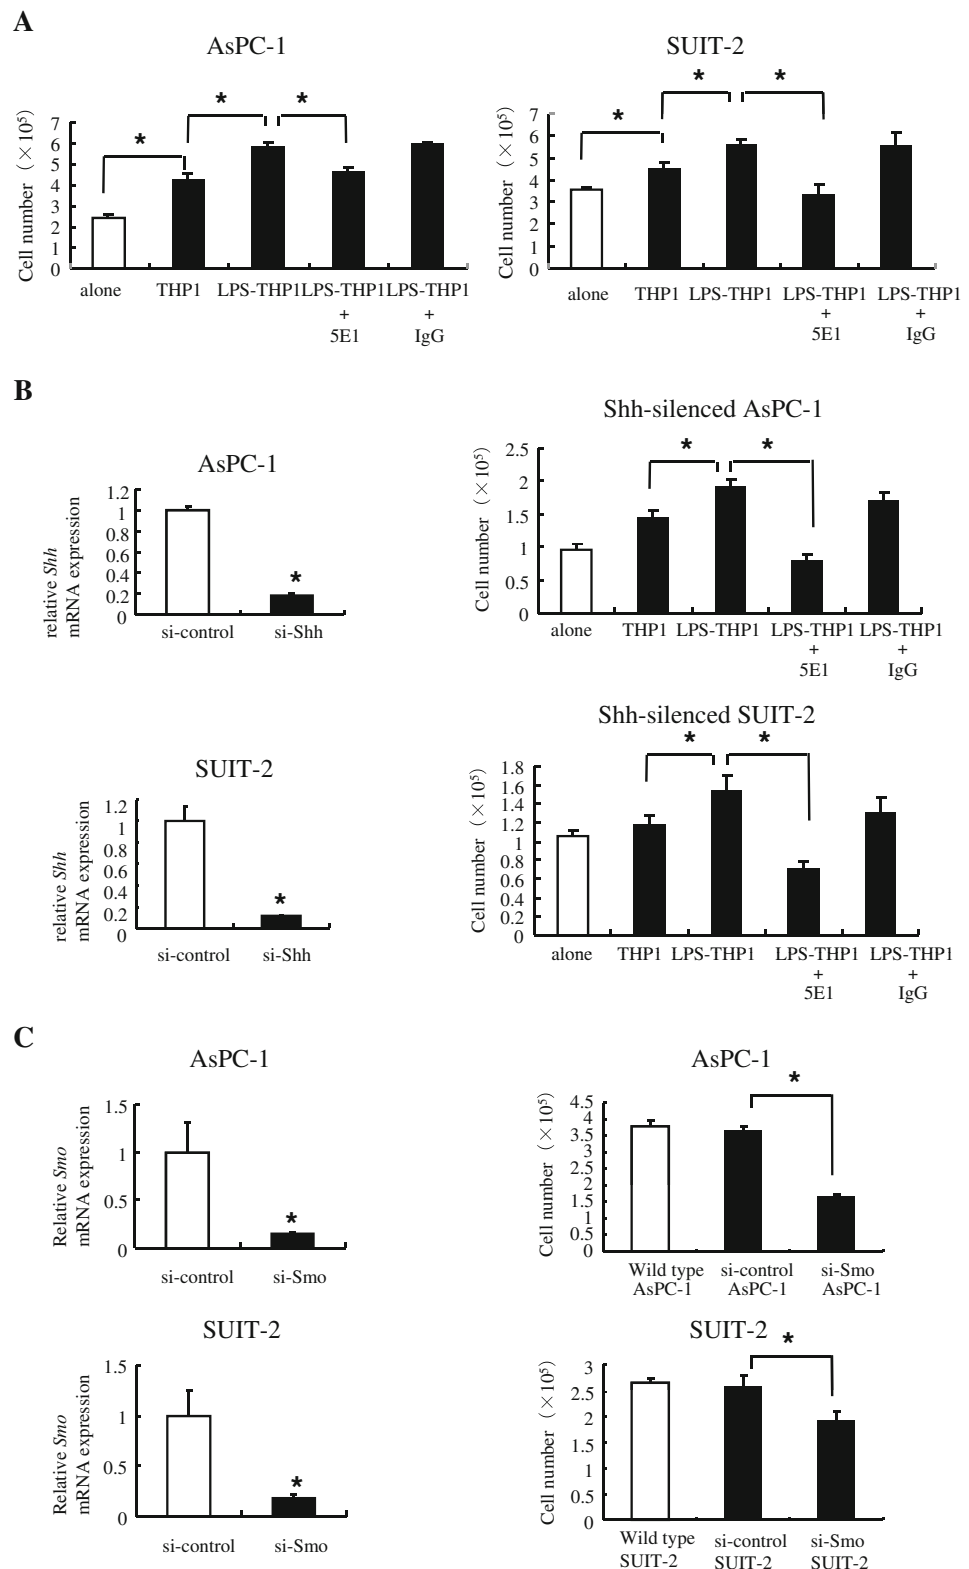 A
AsPC-1
SUIT-2
Cell number (×10⁵)
7
6
5
4
3
2
1
0
* * *
alone THP1 LPS-THP1 LPS-THP1 LPS-THP1
+ +
5E1 IgG
Cell number (×10⁵)
7
6
5
4
3
2
1
0
* * *
alone THP1 LPS-THP1 LPS-THP1 LPS-THP1
+ +
5E1 IgG
B
AsPC-1
relative Shh
mRNA expression
1.2
1
0.8
0.6
0.4
0.2
0
*
si-control si-Shh
Shh-silenced AsPC-1
Cell number (×10⁵)
2.5
2
1.5
1
0.5
0
* *
alone THP1 LPS-THP1 LPS-THP1 LPS-THP1
+ +
5E1 IgG
SUIT-2
relative Shh
mRNA expression
1.2
1
0.8
0.6
0.4
0.2
0
*
si-control si-Shh
Shh-silenced SUIT-2
Cell number (×10⁵)
1.8
1.6
1.4
1.2
1
0.8
0.6
0.4
0.2
0
* *
alone THP1 LPS-THP1 LPS-THP1 LPS-THP1
+ +
5E1 IgG
C
AsPC-1
Relative Smo
mRNA expression
1.5
1
0.5
0
*
si-control si-Smo
AsPC-1
Cell number (×10⁵)
4.5
4
3.5
3
2.5
2
1.5
1
0.5
0
*
Wild type si-control si-Smo
AsPC-1 AsPC-1 AsPC-1
SUIT-2
Relative Smo
mRNA expression
1.5
1
0.5
0
*
si-control si-Smo
SUIT-2
Cell number (×10⁵)
3
2.5
2
1.5
1
0.5
0
*
Wild type si-control si-Smo
SUIT-2 SUIT-2 SUIT-2